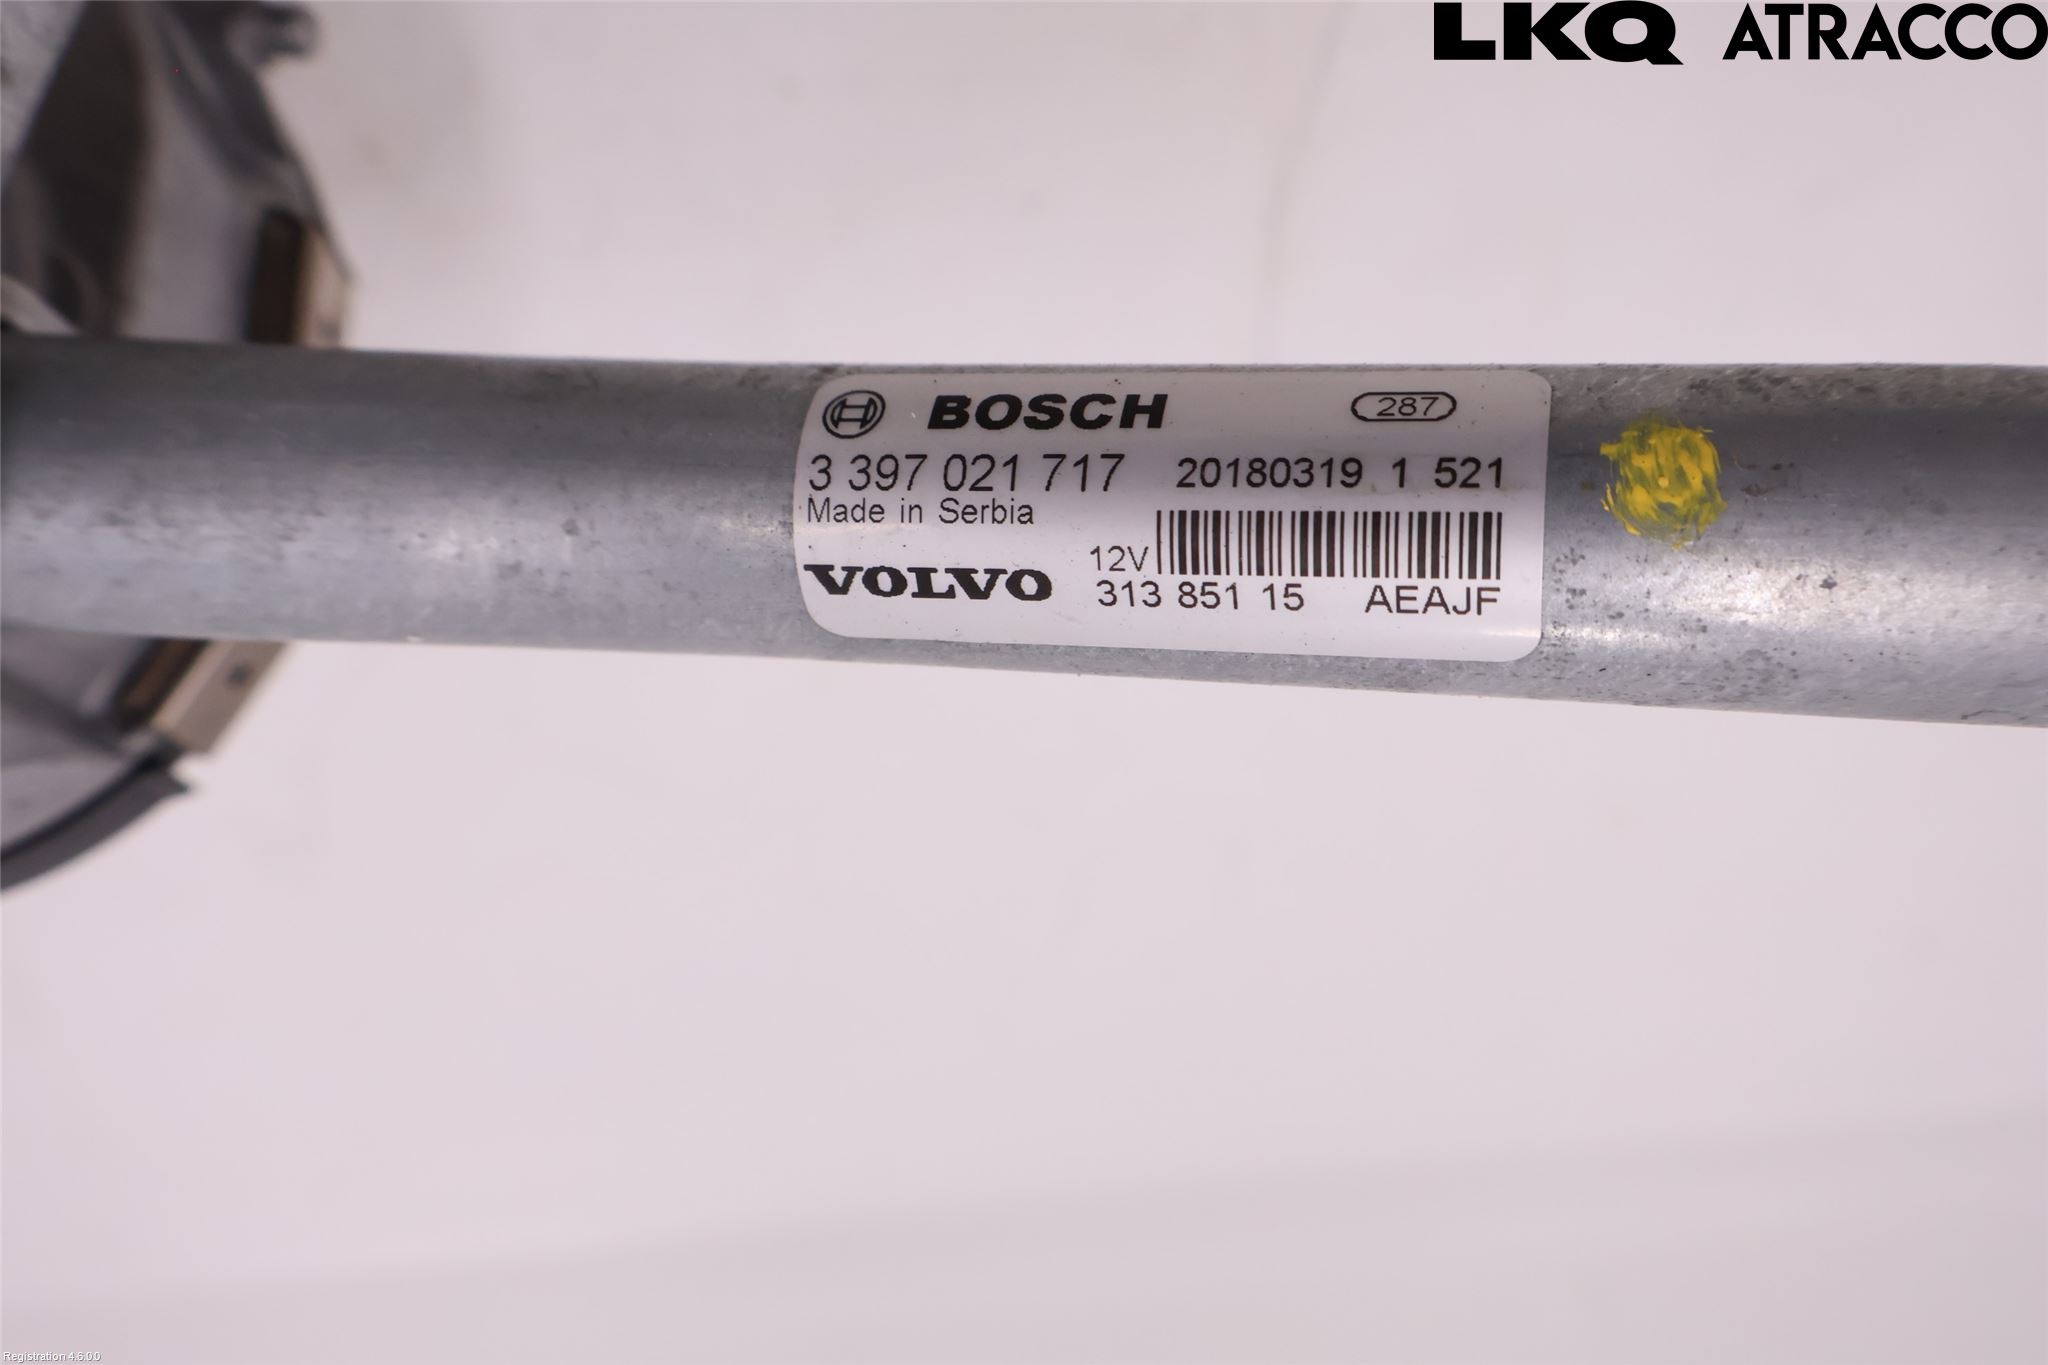 LKQ ATRACCO
BOSCH 287
3 397 021 717 20180319 1 521
Made in Serbia
12V
VOLVO 313 851 15 AEAJF
Registration 4.6.0.0